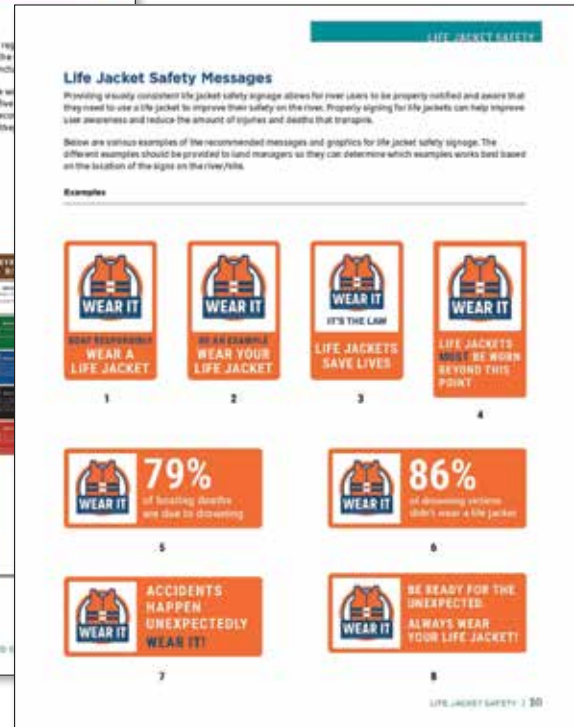 LIFE JACKET SAFETY
Life Jacket Safety Messages
Providing visually consistent life jacket safety signage allows for river users to be properly notified and aware that
they need to use a life jacket to improve their safety on the river. Properly signing for life jackets can help improve
user awareness and reduce the amount of injuries and deaths that transpire.
Below are various examples of the recommended messages and graphics for life jacket safety signage. The
different examples should be provided to land managers so they can determine which examples works best based
on the location of the signs on the river/site.
Examples
WEAR IT
BOAT RESPONSIBLY
WEAR A
LIFE JACKET
1
WEAR IT
BE AN EXAMPLE
WEAR YOUR
LIFE JACKET
2
WEAR IT
IT'S THE LAW
LIFE JACKETS
SAVE LIVES
3
WEAR IT
LIFE JACKETS
MUST BE WORN
BEYOND THIS
POINT
4
WEAR IT
79%
of boating deaths
are due to drowning
5
WEAR IT
86%
of drowning victims
didn't wear a life jacket
6
WEAR IT
ACCIDENTS
HAPPEN
UNEXPECTEDLY
WEAR IT!
7
WEAR IT
BE READY FOR THE
UNEXPECTED.
ALWAYS WEAR
YOUR LIFE JACKET!
8
LIFE JACKET SAFETY | 30